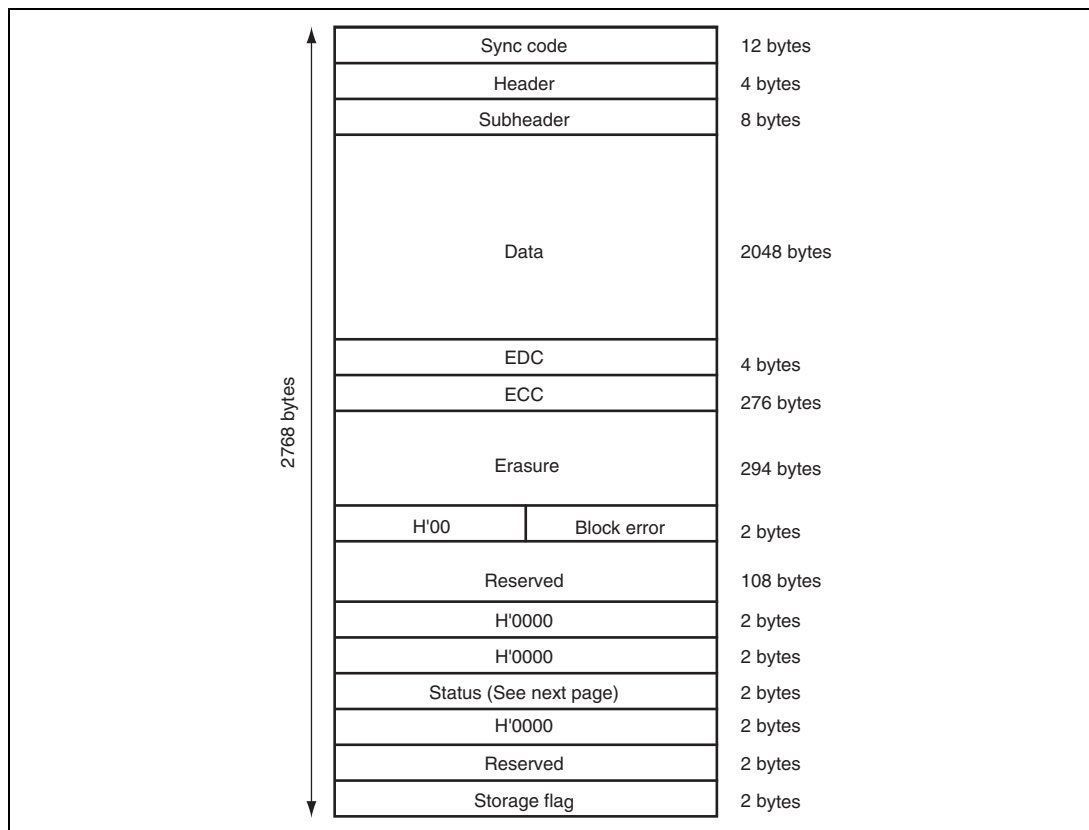 Sync code 12 bytes
Header 4 bytes
Subheader 8 bytes
Data 2048 bytes
EDC 4 bytes
ECC 276 bytes
2768 bytes
Erasure 294 bytes
H'00 Block error 2 bytes
Reserved 108 bytes
H'0000 2 bytes
H'0000 2 bytes
Status (See next page) 2 bytes
H'0000 2 bytes
Reserved 2 bytes
Storage flag 2 bytes